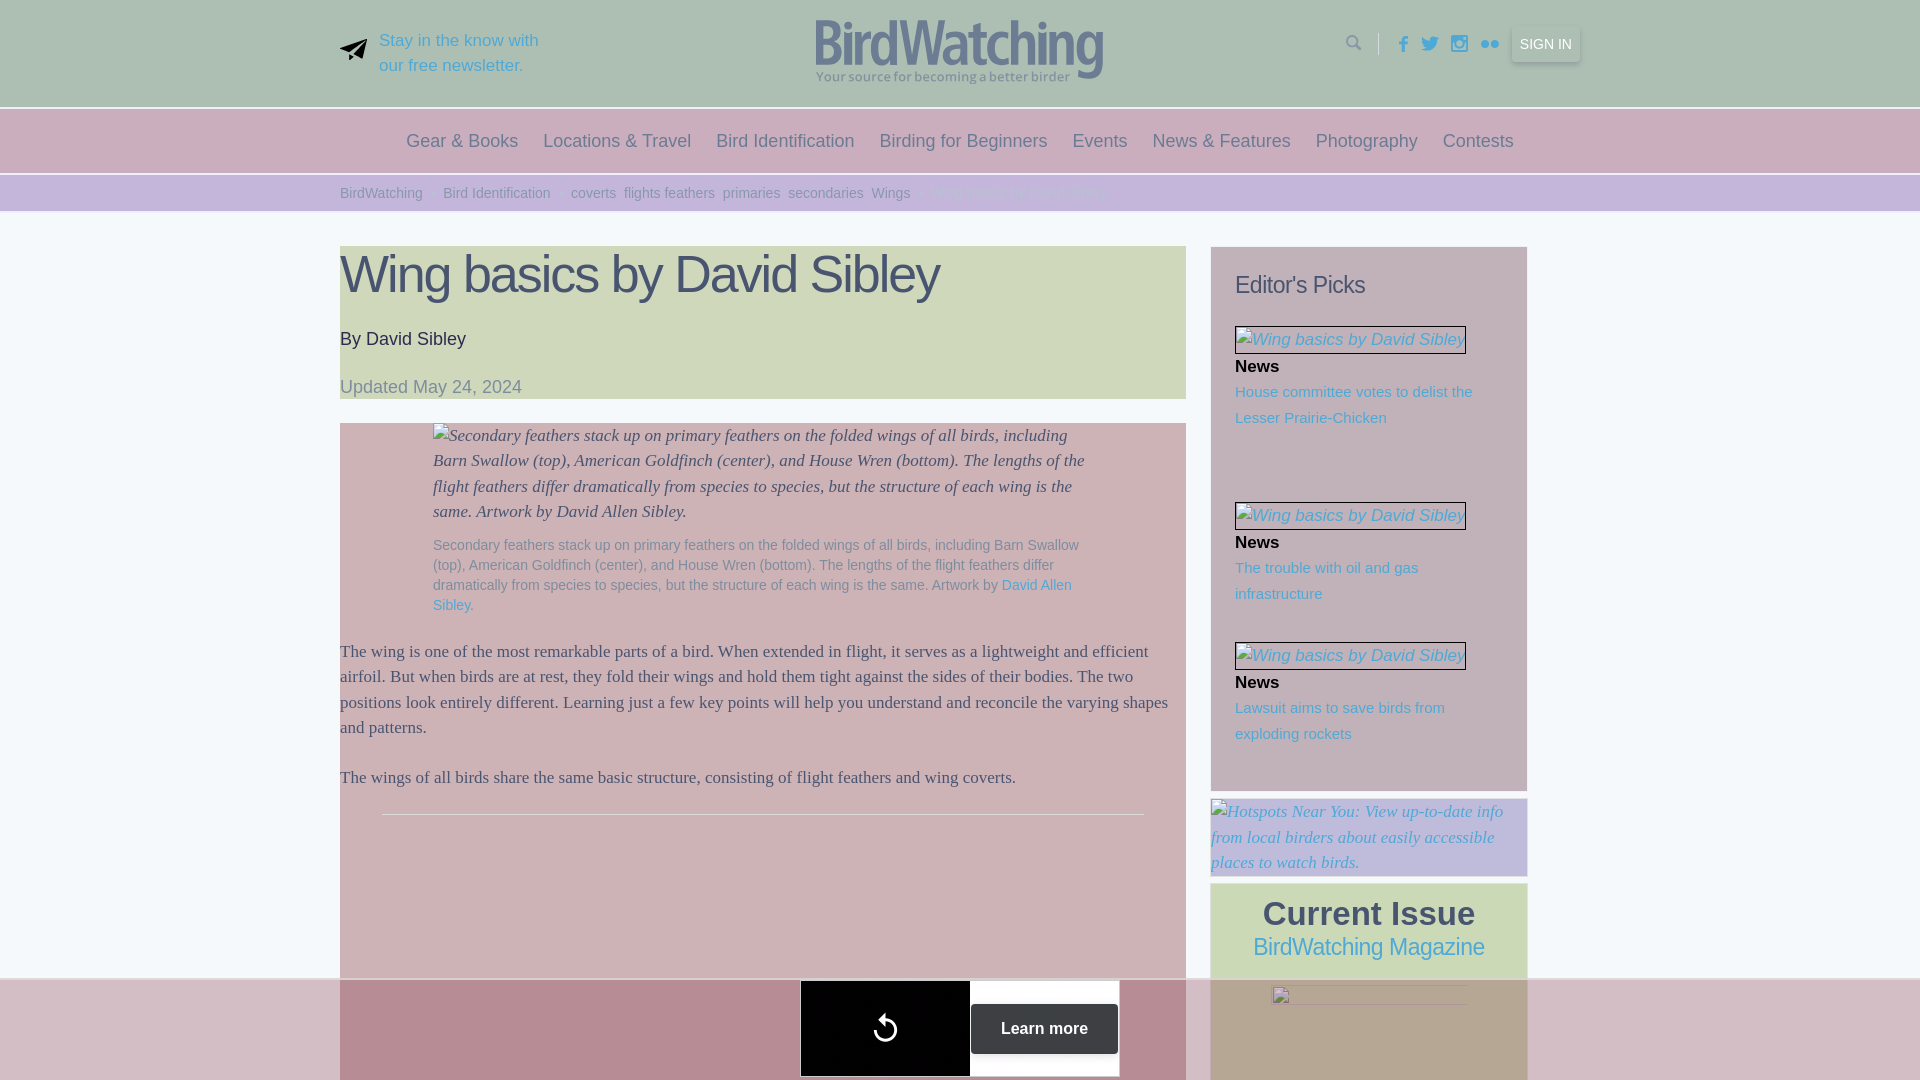 Stay in the know with
our free newsletter.
BirdWatching
Your source for becoming a better birder
SIGN IN
Gear & Books Locations & Travel Bird Identification Birding for Beginners Events News & Features Photography Contests
BirdWatching Bird Identification coverts flights feathers primaries secondaries Wings
Wing basics by David Sibley
By David Sibley
Updated May 24, 2024
Secondary feathers stack up on primary feathers on the folded wings of all birds, including
Barn Swallow (top), American Goldfinch (center), and House Wren (bottom). The lengths of the
flight feathers differ dramatically from species to species, but the structure of each wing is the
same. Artwork by David Allen Sibley.
Secondary feathers stack up on primary feathers on the folded wings of all birds, including Barn Swallow
(top), American Goldfinch (center), and House Wren (bottom). The lengths of the flight feathers differ
dramatically from species to species, but the structure of each wing is the same. Artwork by David Allen
Sibley.
The wing is one of the most remarkable parts of a bird. When extended in flight, it serves as a lightweight and efficient
airfoil. But when birds are at rest, they fold their wings and hold them tight against the sides of their bodies. The two
positions look entirely different. Learning just a few key points will help you understand and reconcile the varying shapes
and patterns.
The wings of all birds share the same basic structure, consisting of flight feathers and wing coverts.
Editor's Picks
Wing basics by David Sibley
News
House committee votes to delist the
Lesser Prairie-Chicken
Wing basics by David Sibley
News
The trouble with oil and gas
infrastructure
Wing basics by David Sibley
News
Lawsuit aims to save birds from
exploding rockets
Hotspots Near You: View up-to-date info
from local birders about easily accessible
places to watch birds.
Current Issue
BirdWatching Magazine
Learn more